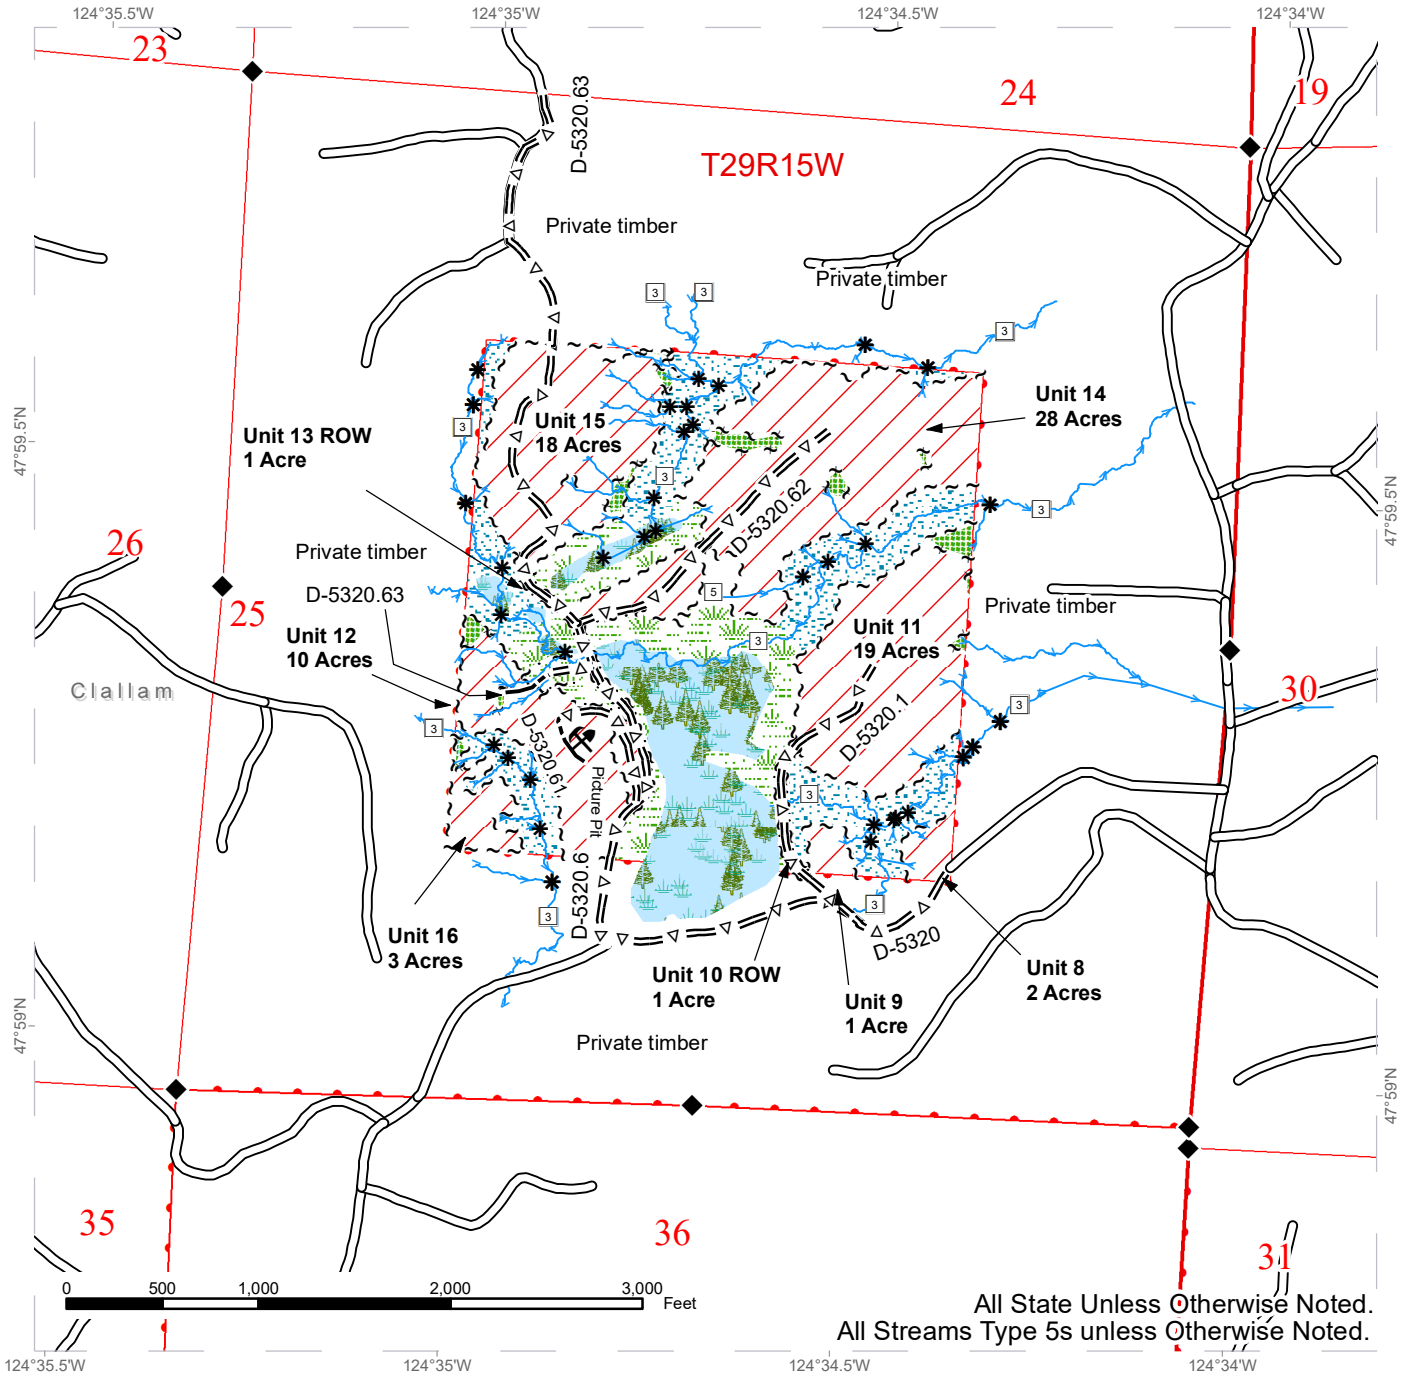 124°35.5'W
124°35'W
124°34.5'W
124°34'W
23
24
19
D-5320.63
T29R15W
Private timber
Private timber
3
3
3
Unit 14
28 Acres
Unit 15
18 Acres
Unit 13 ROW
1 Acre
3
3
47°59.5'N
47°59.5'N
D-5320.62
3
26
Private timber
D-5320.63
5
Private timber
25
Unit 12
10 Acres
Unit 11
19 Acres
3
Clallam
30
3
3
D-5320.61
D-5320.1
Picture Pit
3
D-5320.6
3
3
D-5320
Unit 16
3 Acres
Unit 10 ROW
1 Acre
Unit 9
1 Acre
Unit 8
2 Acres
47°59'N
47°59'N
Private timber
35
36
31
0
500
1,000
2,000
3,000
Feet
All State Unless Otherwise Noted.
All Streams Type 5s unless Otherwise Noted.
124°35.5'W
124°35'W
124°34.5'W
124°34'W